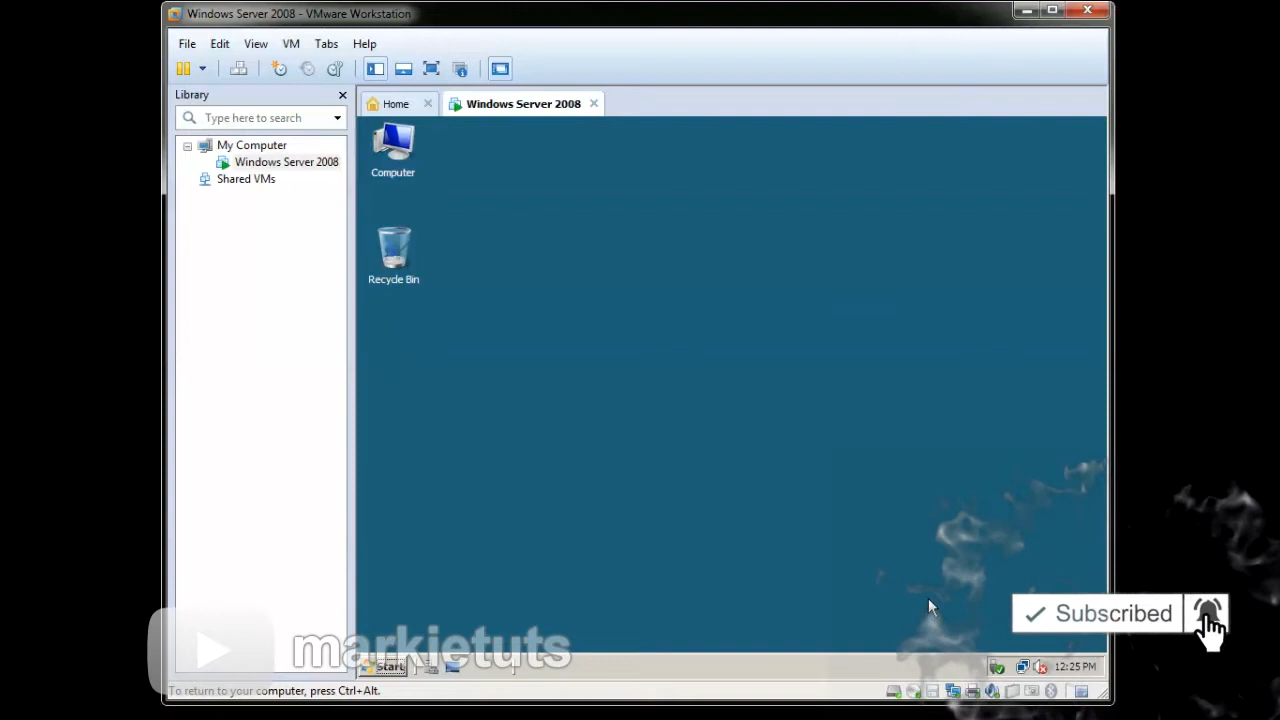 Windows Server 2008 - VMware Workstation
File Edit View VM Tabs Help
Library
Home
Windows Server 2008
Type here to search
My Computer
Windows Server 2008
Shared VMs
Computer
Recycle Bin
Subscribed
markietuts
Start
12:25 PM
To return to your computer, press Ctrl+Alt.